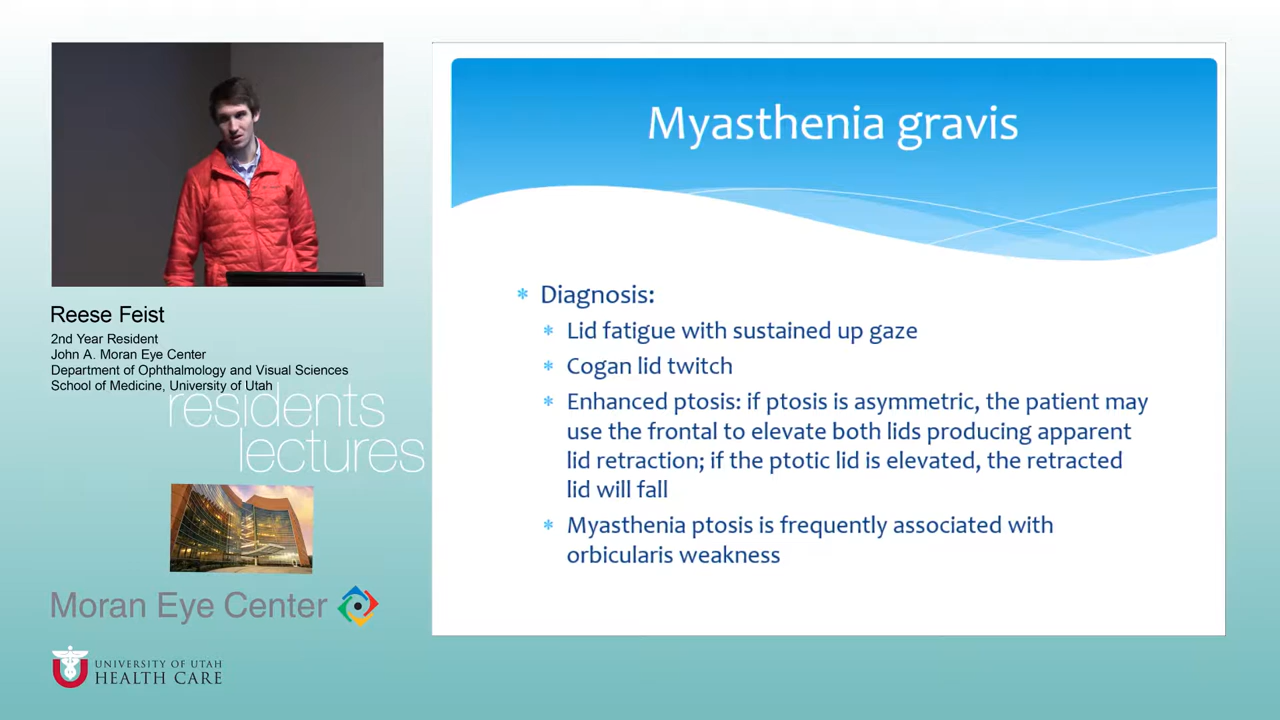 Myasthenia gravis
* Diagnosis:
* Lid fatigue with sustained up gaze
* Cogan lid twitch
* Enhanced ptosis: if ptosis is asymmetric, the patient may
use the frontal to elevate both lids producing apparent
lid retraction; if the ptotic lid is elevated, the retracted
lid will fall
* Myasthenia ptosis is frequently associated with
orbicularis weakness
Reese Feist
2nd Year Resident
John A. Moran Eye Center
Department of Ophthalmology and Visual Sciences
School of Medicine, University of Utah
residents
lectures
Moran Eye Center
UNIVERSITY OF UTAH
HEALTH CARE